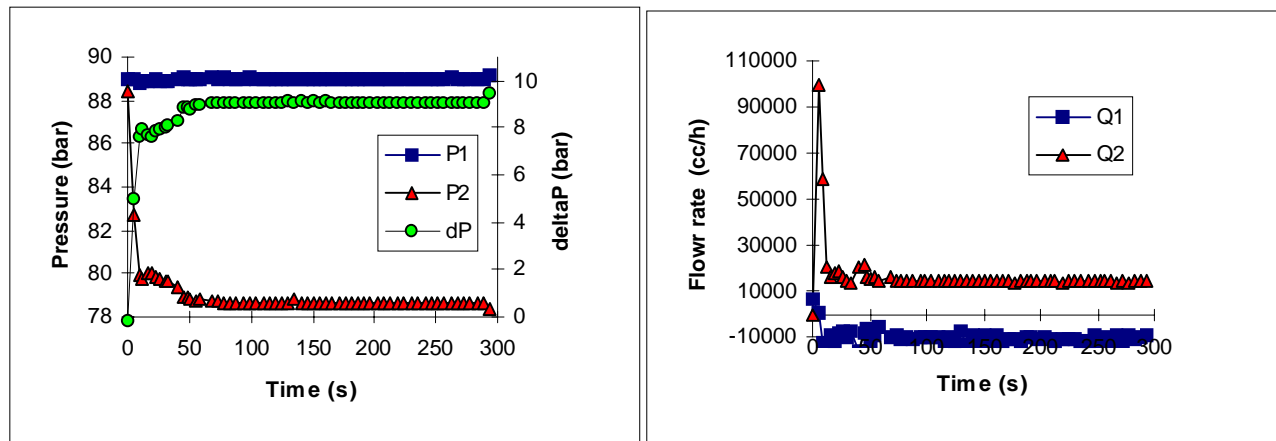 90
88
86
84
82
80
78
Pressure (bar)
10
8
6
4
2
0
deltaP (bar)
P1
P2
dP
0 50 100 150 200 250 300
Time (s)
110000
90000
70000
50000
30000
10000
-10000
Flowr rate (cc/h)
Q1
Q2
0 50 100 150 200 250 300
Time (s)